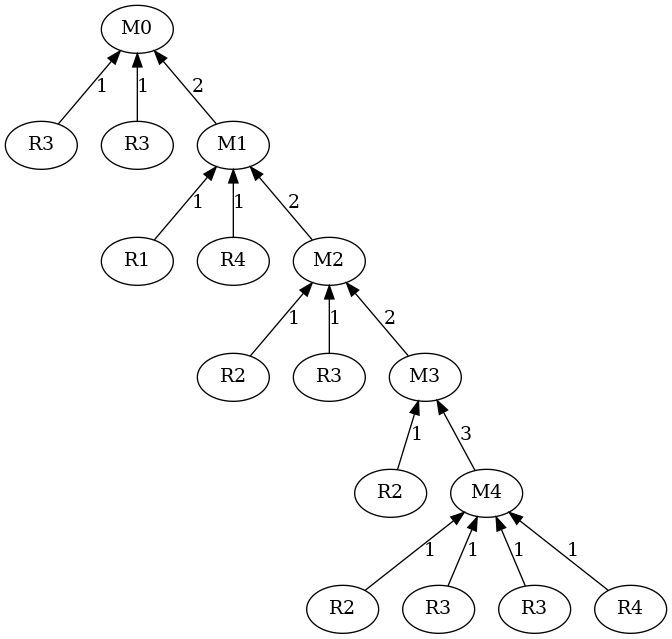 M0
1 1 2
R3 R3 M1
1 1 2
R1 R4 M2
1 1 2
R2 R3 M3
1 3
R2 M4
1 1 1 1
R2 R3 R3 R4